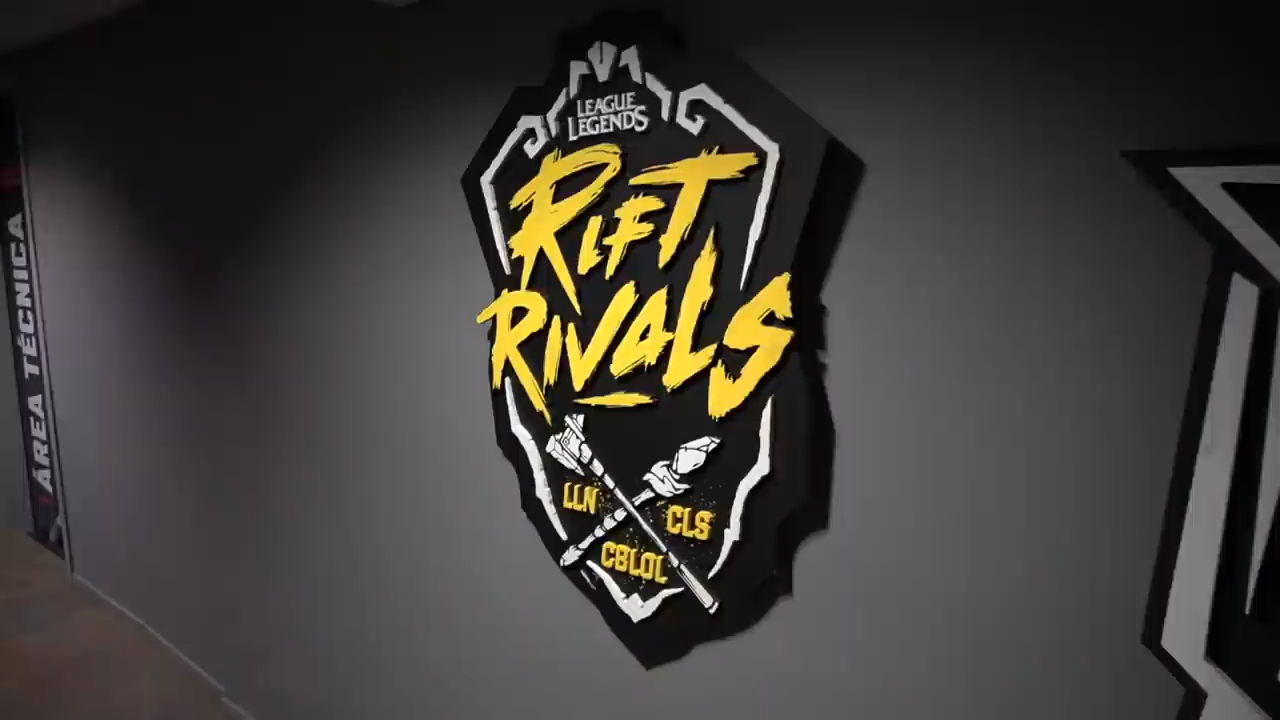 LEAGUE
LEGENDS
RIFT
RIVALS
LLN
CLS
CBLOL
ÁREA TÉCNICA